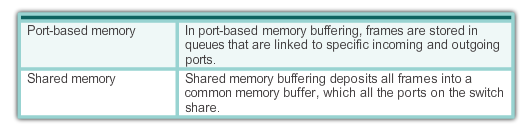 Port-based memory
In port-based memory buffering, frames are stored in
queues that are linked to specific incoming and outgoing
ports.
Shared memory
Shared memory buffering deposits all frames into a
common memory buffer, which all the ports on the switch
share.